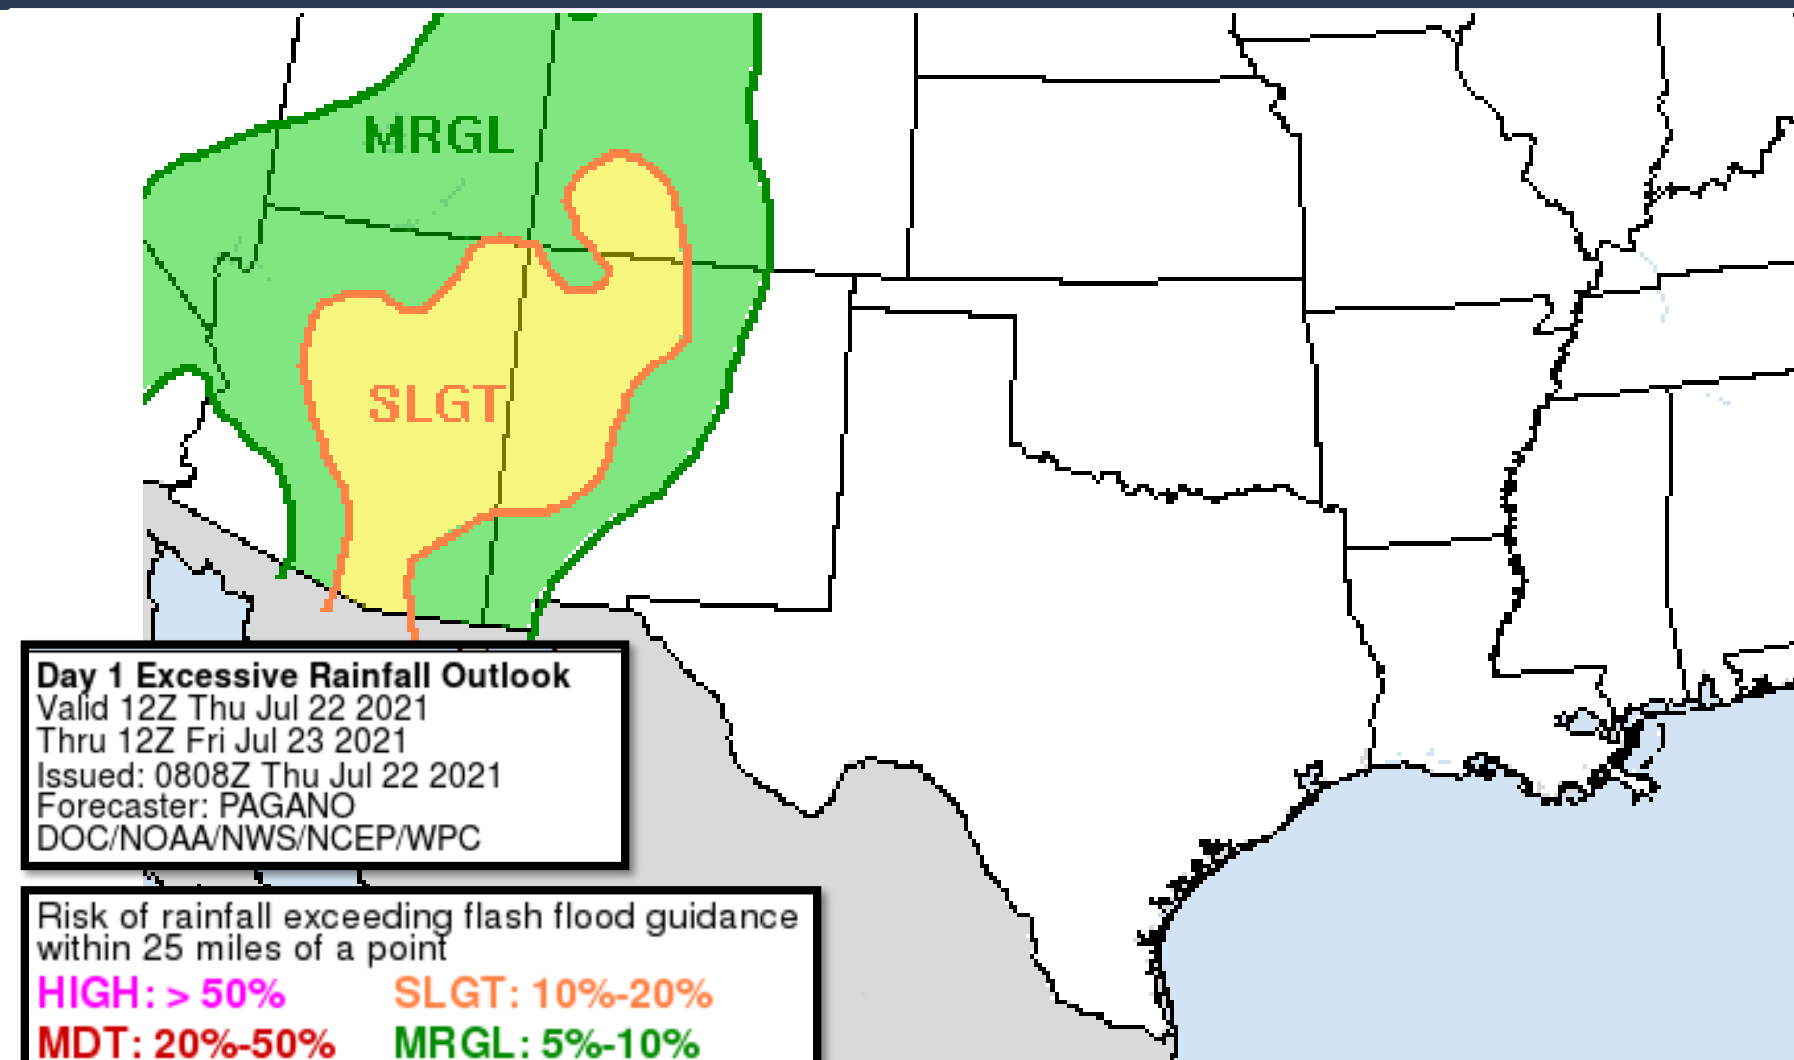 MRGL
SLGT
Day 1 Excessive Rainfall Outlook
Valid 12Z Thu Jul 22 2021
Thru 12Z Fri Jul 23 2021
Issued: 0808Z Thu Jul 22 2021
Forecaster: PAGANO
DOC/NOAA/NWS/NCEP/WPC
Risk of rainfall exceeding flash flood guidance
within 25 miles of a point
HIGH: > 50% SLGT: 10%-20%
MDT: 20%-50% MRGL: 5%-10%